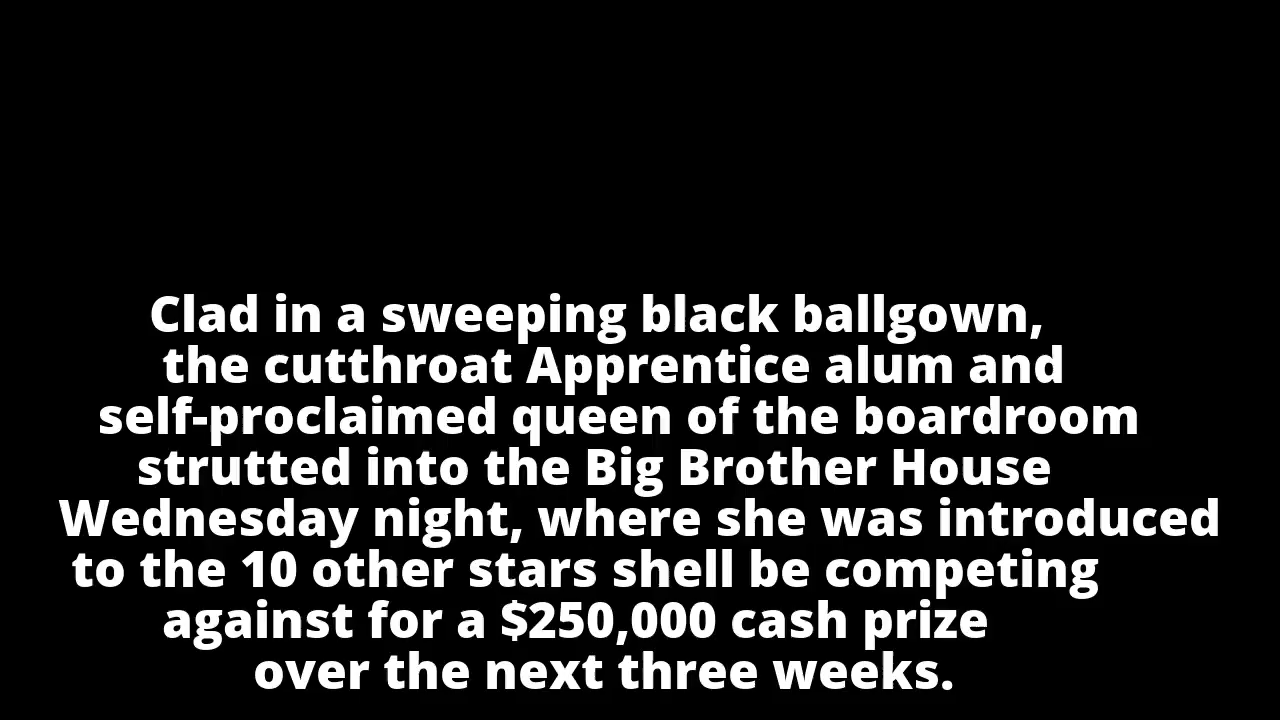 Clad in a sweeping black ballgown,
the cutthroat Apprentice alum and
self-proclaimed queen of the boardroom
strutted into the Big Brother House
Wednesday night, where she was introduced
to the 10 other stars shell be competing
against for a $250,000 cash prize
over the next three weeks.